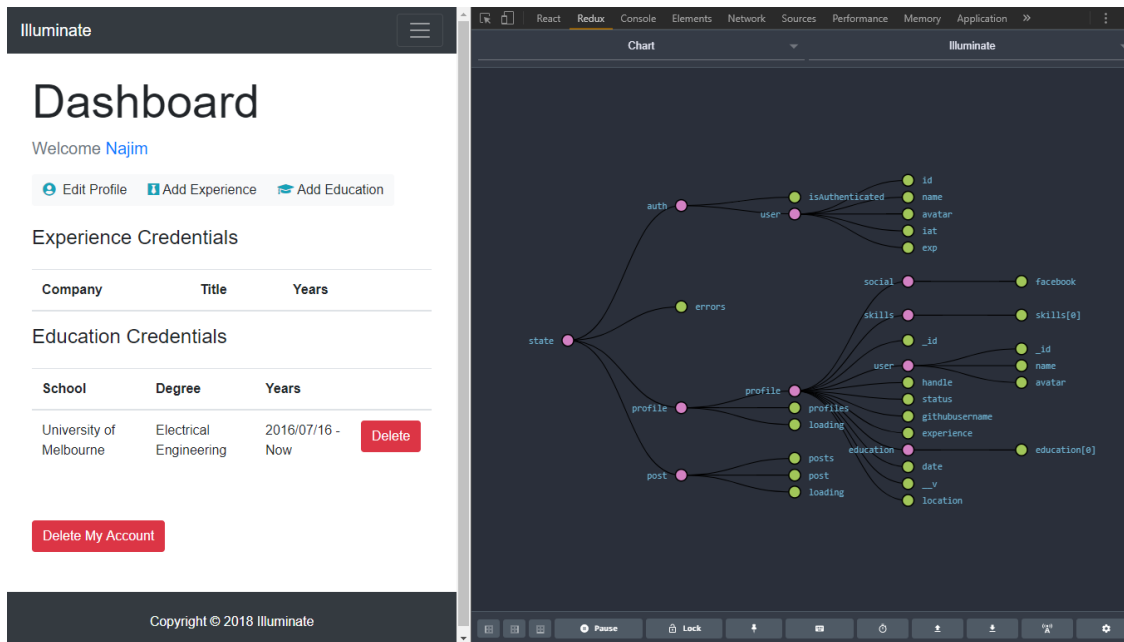 Illuminate
Dashboard
Welcome Najim
Edit Profile Add Experience Add Education
Experience Credentials
Company Title Years
Education Credentials
School Degree Years
University of Melbourne
Electrical Engineering
2016/07/16 - Now
Delete
Delete My Account
Copyright © 2018 Illuminate
React Redux Console Elements Network Sources Performance Memory Application »
Chart Illuminate
state
auth
isAuthenticated
user
id
name
avatar
iat
exp
errors
profile
profile
social
facebook
skills
skills[0]
_id
user
_id
name
avatar
handle
status
githubusername
experience
education
education[0]
date
__v
location
profiles
loading
post
posts
post
loading
Pause Lock